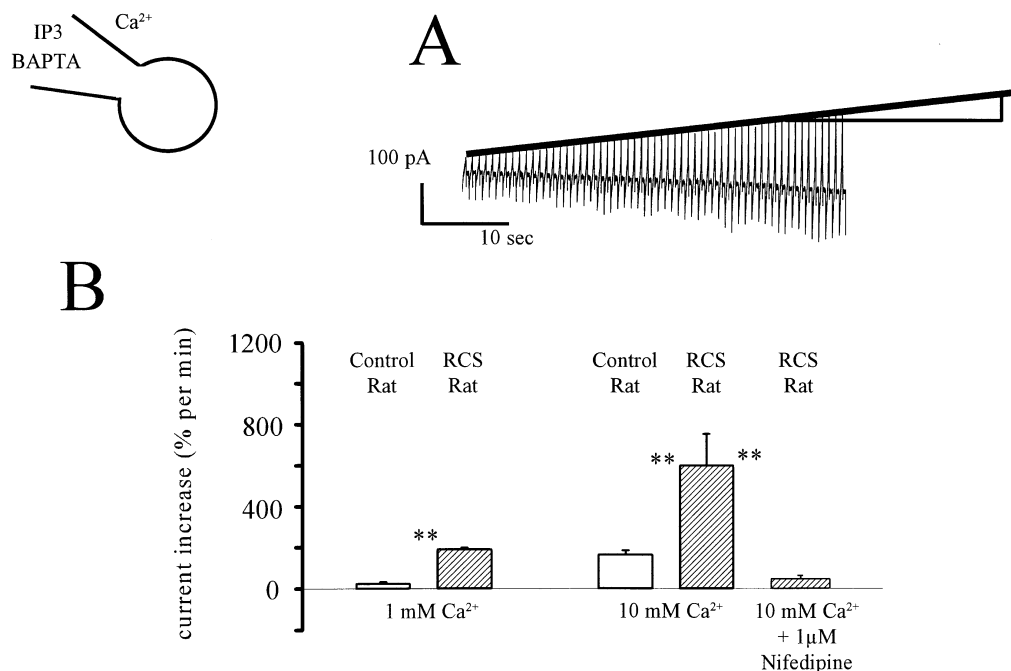 Ca²⁺
IP3
BAPTA
A
100 pA
10 sec
B
current increase (% per min)
1200
800
400
0
Control
Rat
RCS
Rat
Control
Rat
RCS
Rat
RCS
Rat
**
**
**
1 mM Ca²⁺
10 mM Ca²⁺
10 mM Ca²⁺
+ 1µM
Nifedipine